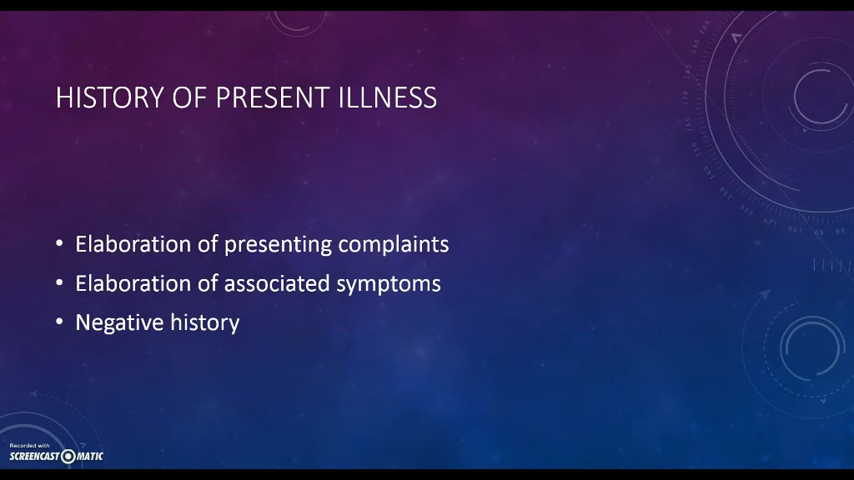 HISTORY OF PRESENT ILLNESS
• Elaboration of presenting complaints
• Elaboration of associated symptoms
• Negative history
Recorded with
SCREENCAST MATIC